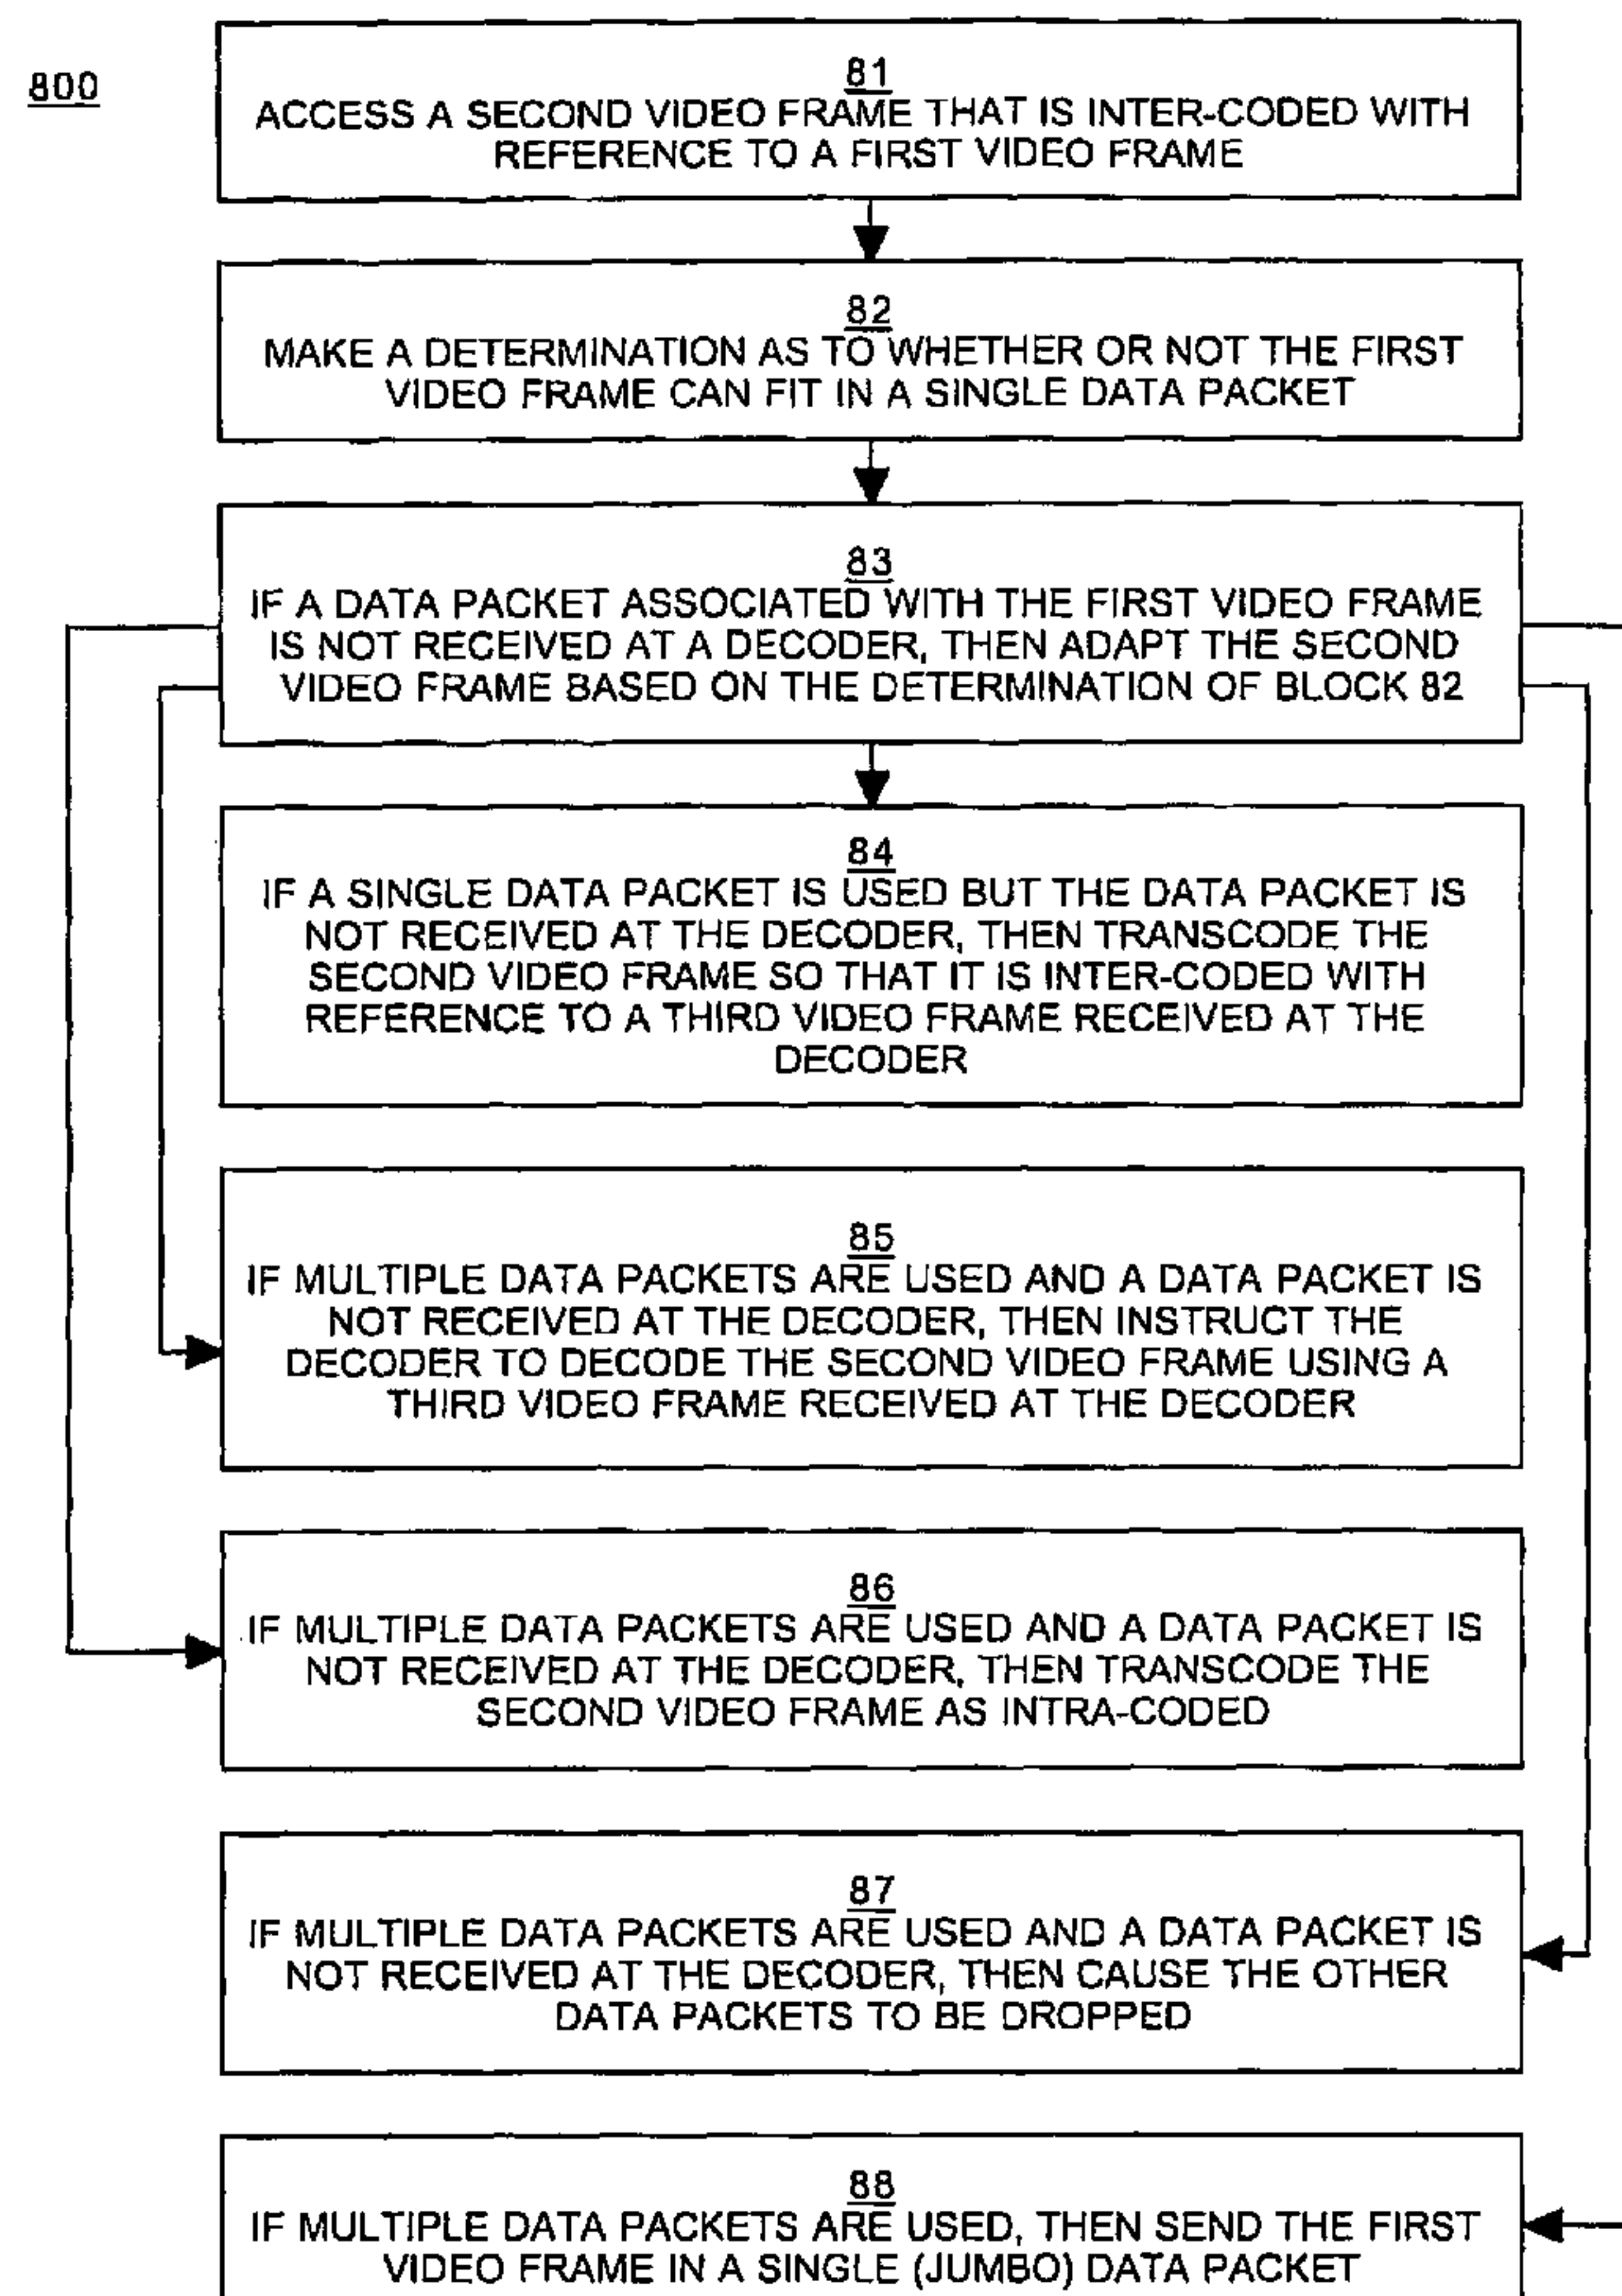 800
81
ACCESS A SECOND VIDEO FRAME THAT IS INTER-CODED WITH
REFERENCE TO A FIRST VIDEO FRAME
82
MAKE A DETERMINATION AS TO WHETHER OR NOT THE FIRST
VIDEO FRAME CAN FIT IN A SINGLE DATA PACKET
83
IF A DATA PACKET ASSOCIATED WITH THE FIRST VIDEO FRAME
IS NOT RECEIVED AT A DECODER, THEN ADAPT THE SECOND
VIDEO FRAME BASED ON THE DETERMINATION OF BLOCK 82
84
IF A SINGLE DATA PACKET IS USED BUT THE DATA PACKET IS
NOT RECEIVED AT THE DECODER, THEN TRANSCODE THE
SECOND VIDEO FRAME SO THAT IT IS INTER-CODED WITH
REFERENCE TO A THIRD VIDEO FRAME RECEIVED AT THE
DECODER
85
IF MULTIPLE DATA PACKETS ARE USED AND A DATA PACKET IS
NOT RECEIVED AT THE DECODER, THEN INSTRUCT THE
DECODER TO DECODE THE SECOND VIDEO FRAME USING A
THIRD VIDEO FRAME RECEIVED AT THE DECODER
86
IF MULTIPLE DATA PACKETS ARE USED AND A DATA PACKET IS
NOT RECEIVED AT THE DECODER, THEN TRANSCODE THE
SECOND VIDEO FRAME AS INTRA-CODED
87
IF MULTIPLE DATA PACKETS ARE USED AND A DATA PACKET IS
NOT RECEIVED AT THE DECODER, THEN CAUSE THE OTHER
DATA PACKETS TO BE DROPPED
88
IF MULTIPLE DATA PACKETS ARE USED, THEN SEND THE FIRST
VIDEO FRAME IN A SINGLE (JUMBO) DATA PACKET